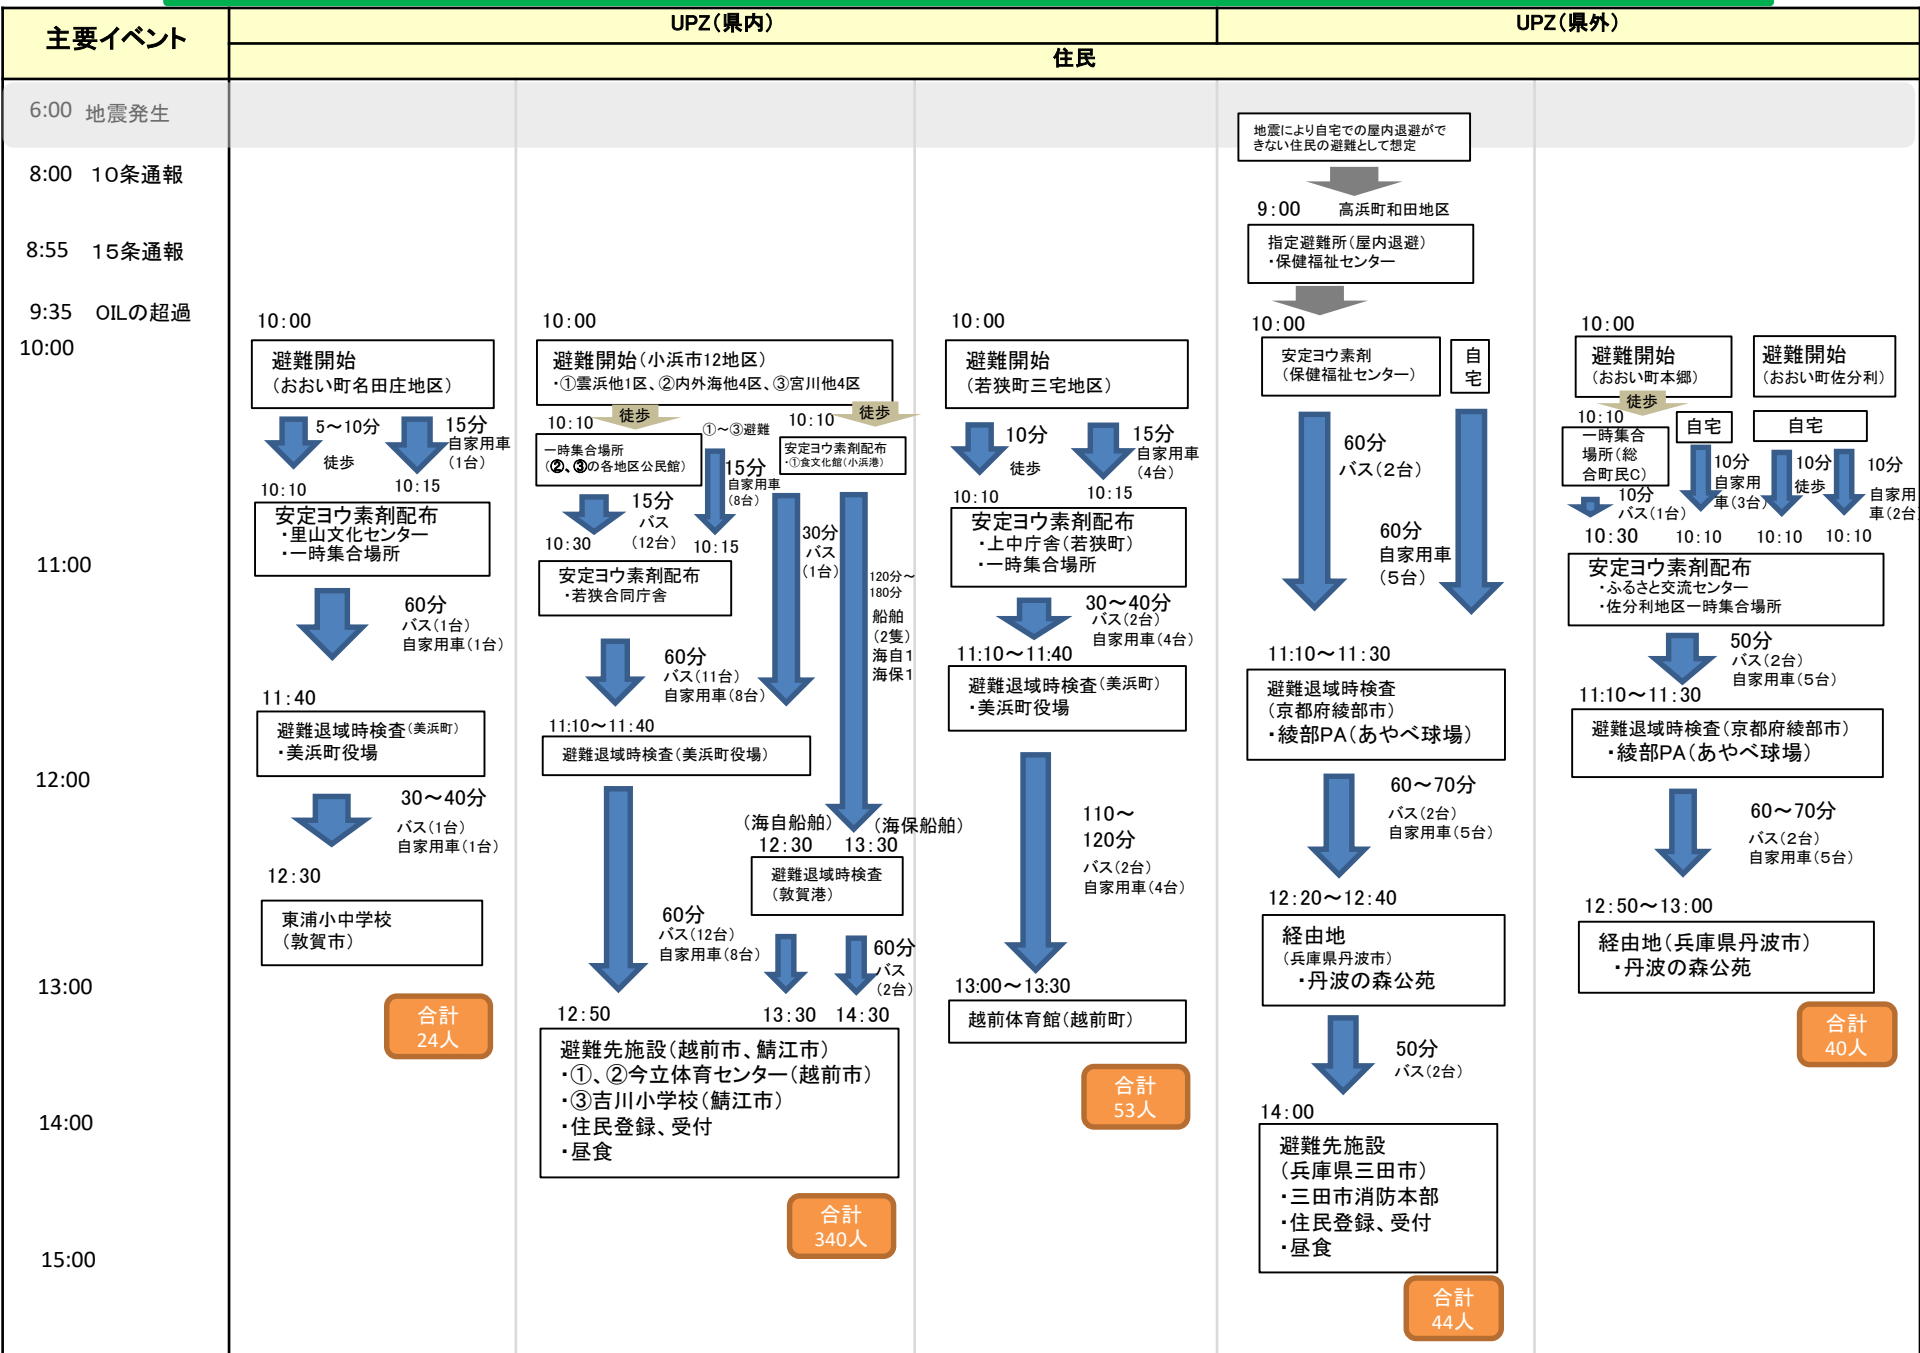 主要イベント
UPZ(県内)
UPZ(県外)
住民
6:00 地震発生
8:00 10条通報
8:55 15条通報
9:35 OILの超過
10:00
11:00
12:00
13:00
14:00
15:00
10:00
避難開始
(おおい町名田庄地区)
5～10分
徒歩
15分
自家用車
(1台)
10:10
10:15
安定ヨウ素剤配布
・里山文化センター
・一時集合場所
60分
バス(1台)
自家用車(1台)
11:40
避難退域時検査(美浜町)
・美浜町役場
30～40分
バス(1台)
自家用車(1台)
12:30
東浦小中学校
(敦賀市)
合計
24人
10:00
避難開始(小浜市12地区)
・①雲浜他1区、②内外海他4区、③宮川他4区
10:10
徒歩
①～③避難
10:10
徒歩
一時集合場所
(②、③の各地区公民館)
安定ヨウ素剤配布
・①食文化館(小浜港)
15分
自家用車
(8台)
15分
バス
(12台)
10:30
10:15
安定ヨウ素剤配布
・若狭合同庁舎
30分
バス
(1台)
120分～
180分
船舶
(2隻)
海自1
海保1
60分
バス(11台)
自家用車(8台)
11:10～11:40
避難退域時検査(美浜町役場)
(海自船舶)
(海保船舶)
12:30
13:30
避難退域時検査
(敦賀港)
60分
バス(12台)
自家用車(8台)
60分
バス
(2台)
12:50
13:30
14:30
避難先施設(越前市、鯖江市)
・①、②今立体育センター(越前市)
・③吉川小学校(鯖江市)
・住民登録、受付
・昼食
合計
340人
10:00
避難開始
(若狭町三宅地区)
10分
徒歩
15分
自家用車
(4台)
10:10
10:15
安定ヨウ素剤配布
・上中庁舎(若狭町)
・一時集合場所
30～40分
バス(2台)
自家用車(4台)
11:10～11:40
避難退域時検査(美浜町)
・美浜町役場
110～
120分
バス(2台)
自家用車(4台)
13:00～13:30
越前体育館(越前町)
合計
53人
地震により自宅での屋内退避がで
きない住民の避難として想定
9:00
高浜町和田地区
指定避難所(屋内退避)
・保健福祉センター
10:00
安定ヨウ素剤
(保健福祉センター)
自
宅
60分
バス(2台)
60分
自家用車
(5台)
11:10～11:30
避難退域時検査
(京都府綾部市)
・綾部PA(あやべ球場)
60～70分
バス(2台)
自家用車(5台)
12:20～12:40
経由地
(兵庫県丹波市)
・丹波の森公苑
50分
バス(2台)
14:00
避難先施設
(兵庫県三田市)
・三田市消防本部
・住民登録、受付
・昼食
合計
44人
10:00
避難開始
(おおい町本郷)
避難開始
(おおい町佐分利)
徒歩
10:10
一時集合
場所(総
合町民C)
自宅
自宅
10分
自家用
車(3台)
10分
徒歩
10分
自家用
車(2台)
10分
バス(1台)
10:30
10:10
10:10
10:10
安定ヨウ素剤配布
・ふるさと交流センター
・佐分利地区一時集合場所
50分
バス(2台)
自家用車(5台)
11:10～11:30
避難退域時検査(京都府綾部市)
・綾部PA(あやべ球場)
60～70分
バス(2台)
自家用車(5台)
12:50～13:00
経由地(兵庫県丹波市)
・丹波の森公苑
合計
40人